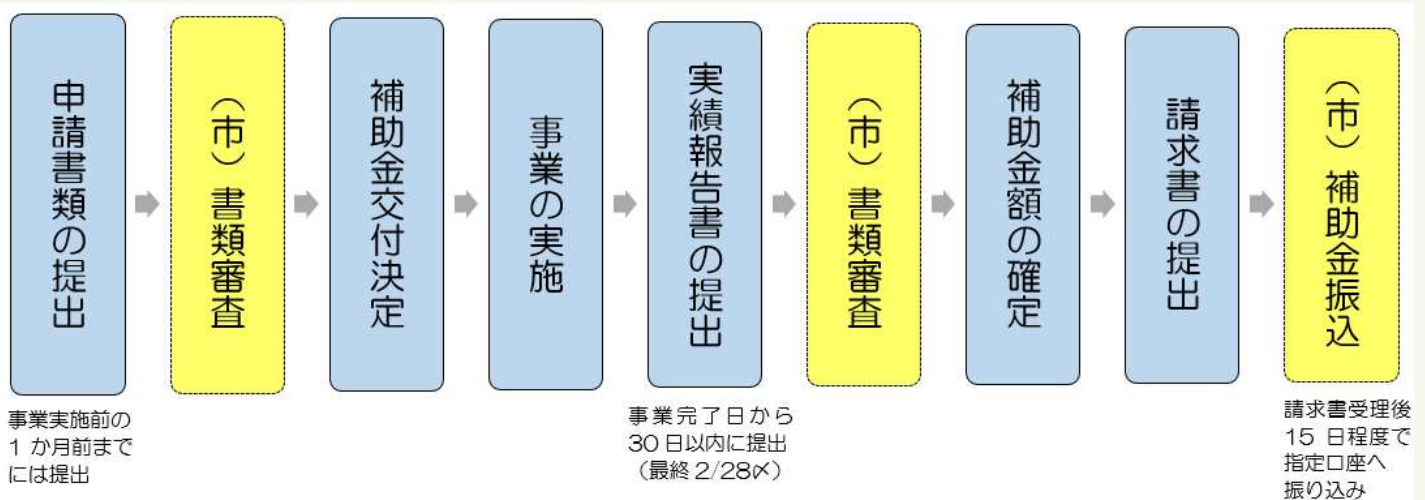 申請書類の提出
（市）書類審査
補助金交付決定
事業の実施
実績報告書の提出
（市）書類審査
補助金額の確定
請求書の提出
（市）補助金振込
事業実施前の
1 か月前まで
には提出
事業完了日から
30 日以内に提出
（最終 2/28〆）
請求書受理後
15 日程度で
指定口座へ
振り込み